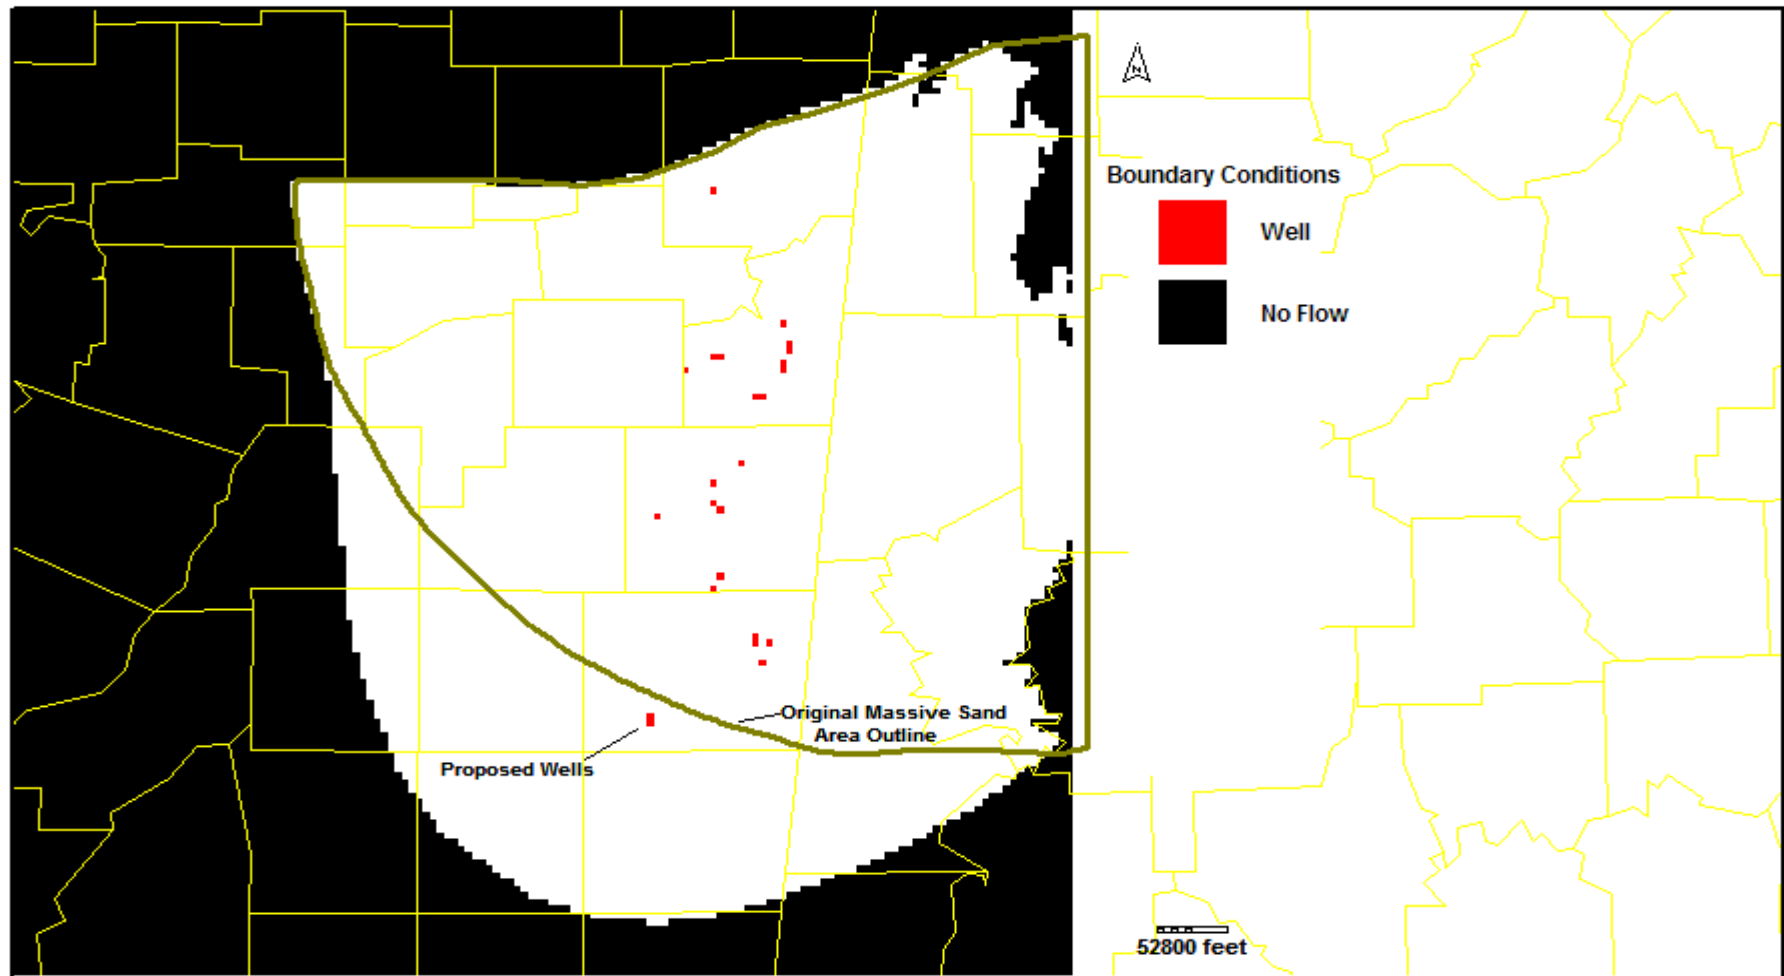 N
Boundary Conditions
Well
No Flow
Original Massive Sand
Area Outline
Proposed Wells
52800 feet